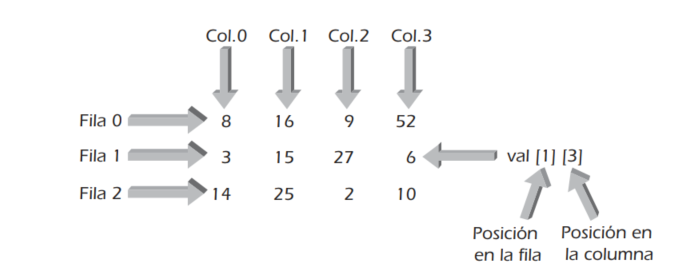 Col.0 Col.1 Col.2 Col.3
Fila 0 8 16 9 52
Fila 1 3 15 27 6 val [1] [3]
Fila 2 14 25 2 10
Posición en la fila
Posición en la columna